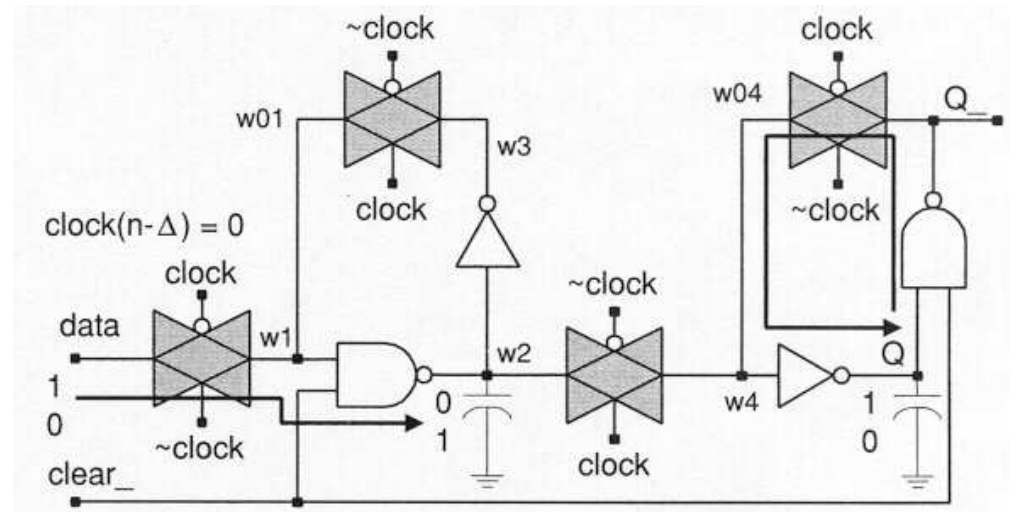 ~clock
clock
w01
w04
Q_
w3
clock
~clock
clock(n-Δ) = 0
clock
~clock
data
w1
w2
Q
1
0
0
1
w4
1
0
~clock
clock
clear_